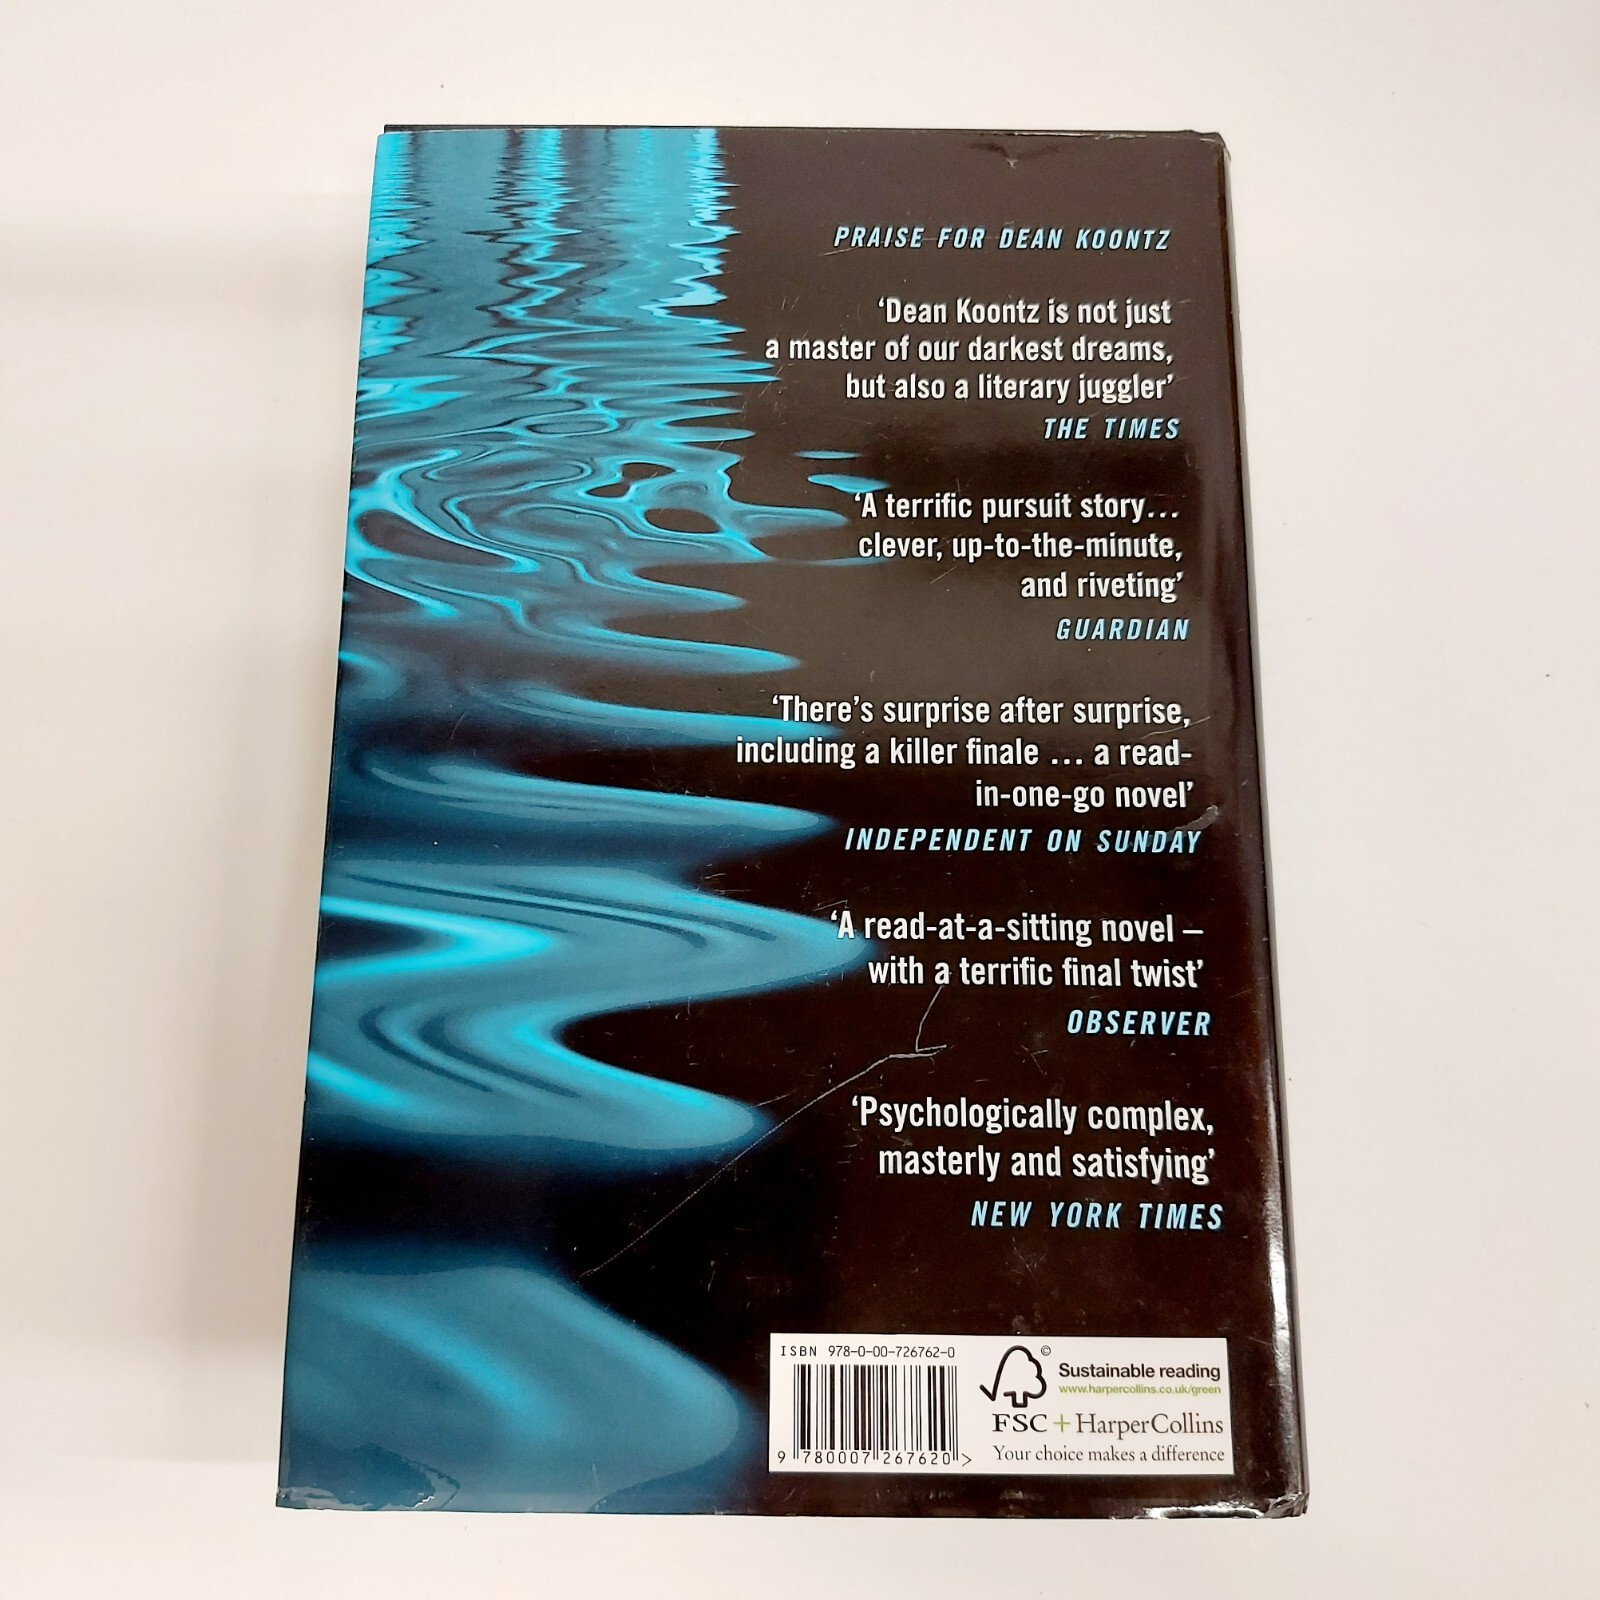 PRAISE FOR DEAN KOONTZ
‘Dean Koontz is not just
a master of our darkest dreams,
but also a literary juggler’
THE TIMES
‘A terrific pursuit story...
clever, up-to-the-minute,
and riveting’
GUARDIAN
‘There’s surprise after surprise,
including a killer finale ... a read-
in-one-go novel’
INDEPENDENT ON SUNDAY
‘A read-at-a-sitting novel –
with a terrific final twist’
OBSERVER
‘Psychologically complex,
masterly and satisfying’
NEW YORK TIMES
ISBN 978-0-00-726762-0
9 780007 267620 >
©
Sustainable reading
www.harpercollins.co.uk/green
FSC + HarperCollins
Your choice makes a difference